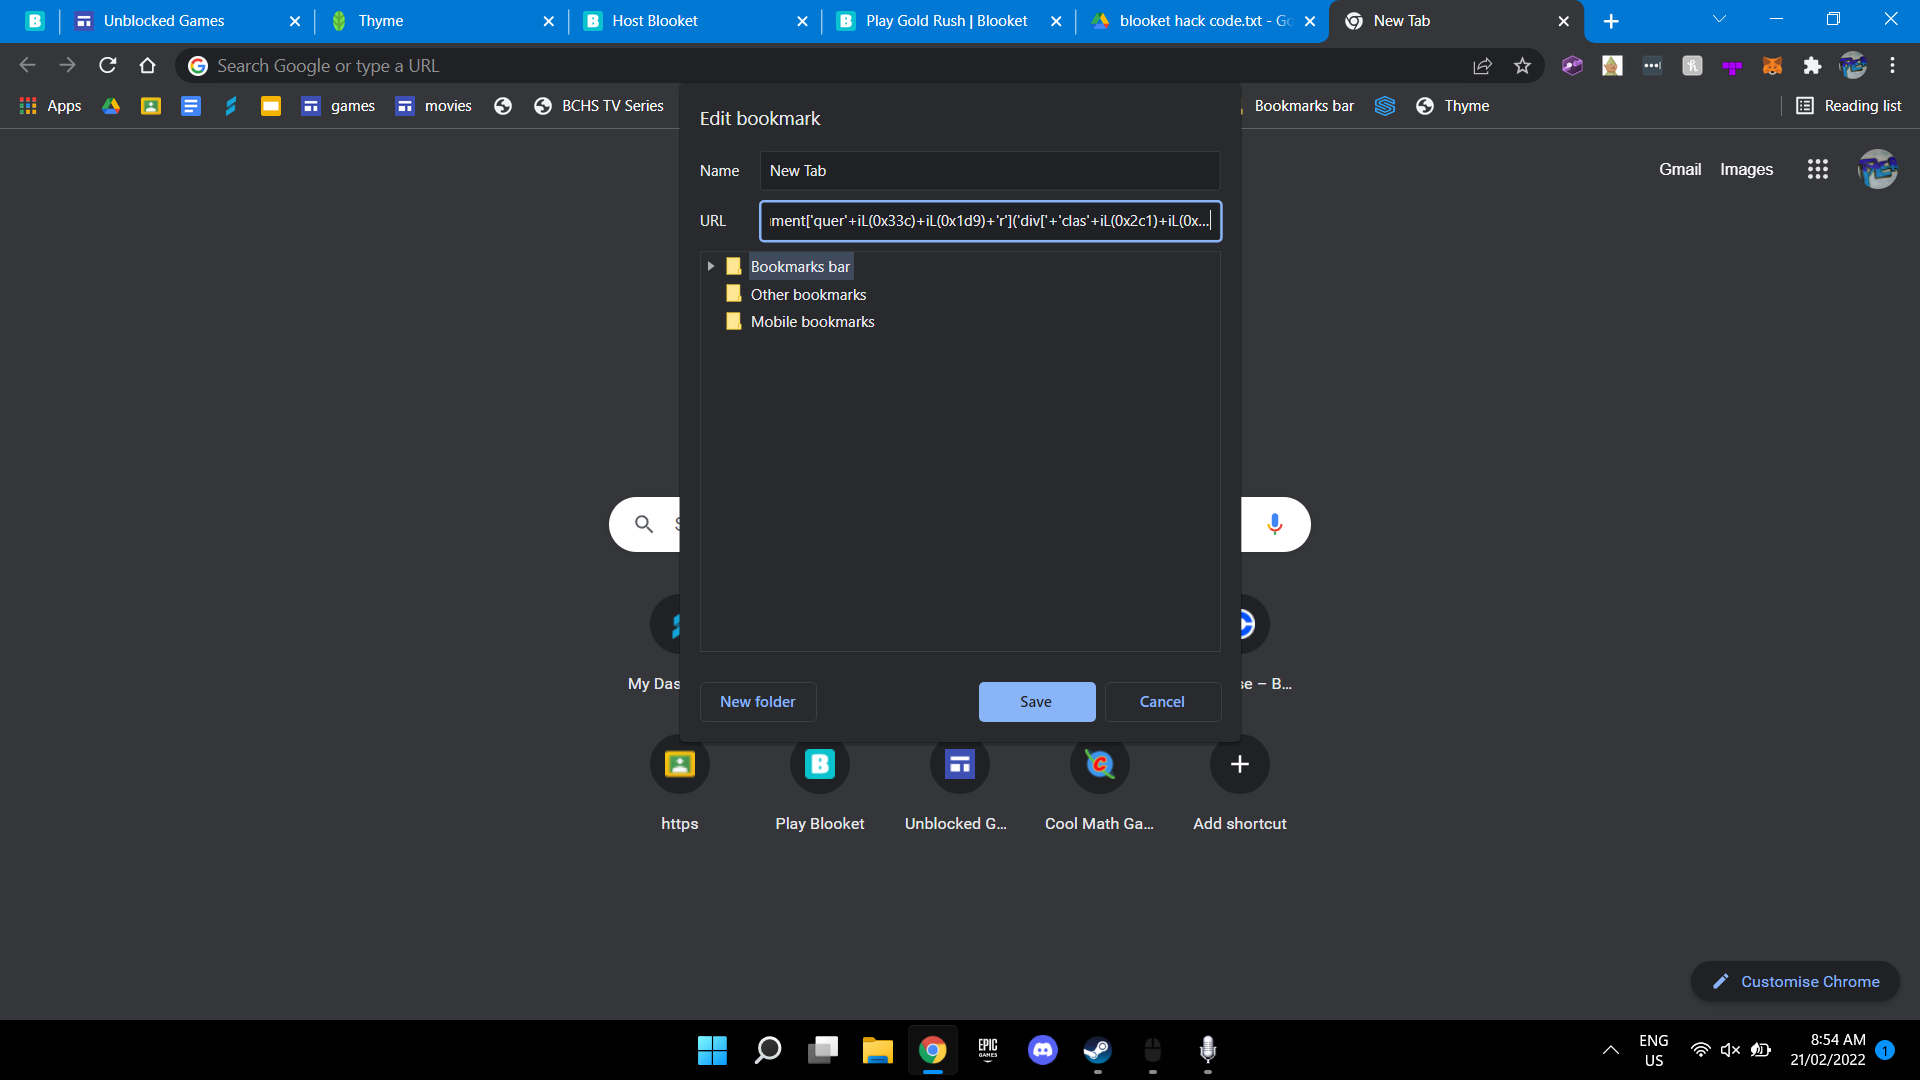 Unblocked Games
Thyme
Host Blooket
Play Gold Rush | Blooket
blooket hack code.txt - Go
New Tab
Search Google or type a URL
Apps
games
movies
BCHS TV Series
Bookmarks bar
Thyme
Reading list
Edit bookmark
Name
New Tab
URL
ment['quer'+iL(0x33c)+iL(0x1d9)+'r']('div['+'clas'+iL(0x2c1)+iL(0x...
Bookmarks bar
Other bookmarks
Mobile bookmarks
Gmail Images
My Das
se – B...
New folder
Save
Cancel
https
Play Blooket
Unblocked G...
Cool Math Ga...
Add shortcut
Customise Chrome
EPIC
GAMES
ENG
US
8:54 AM
21/02/2022
1